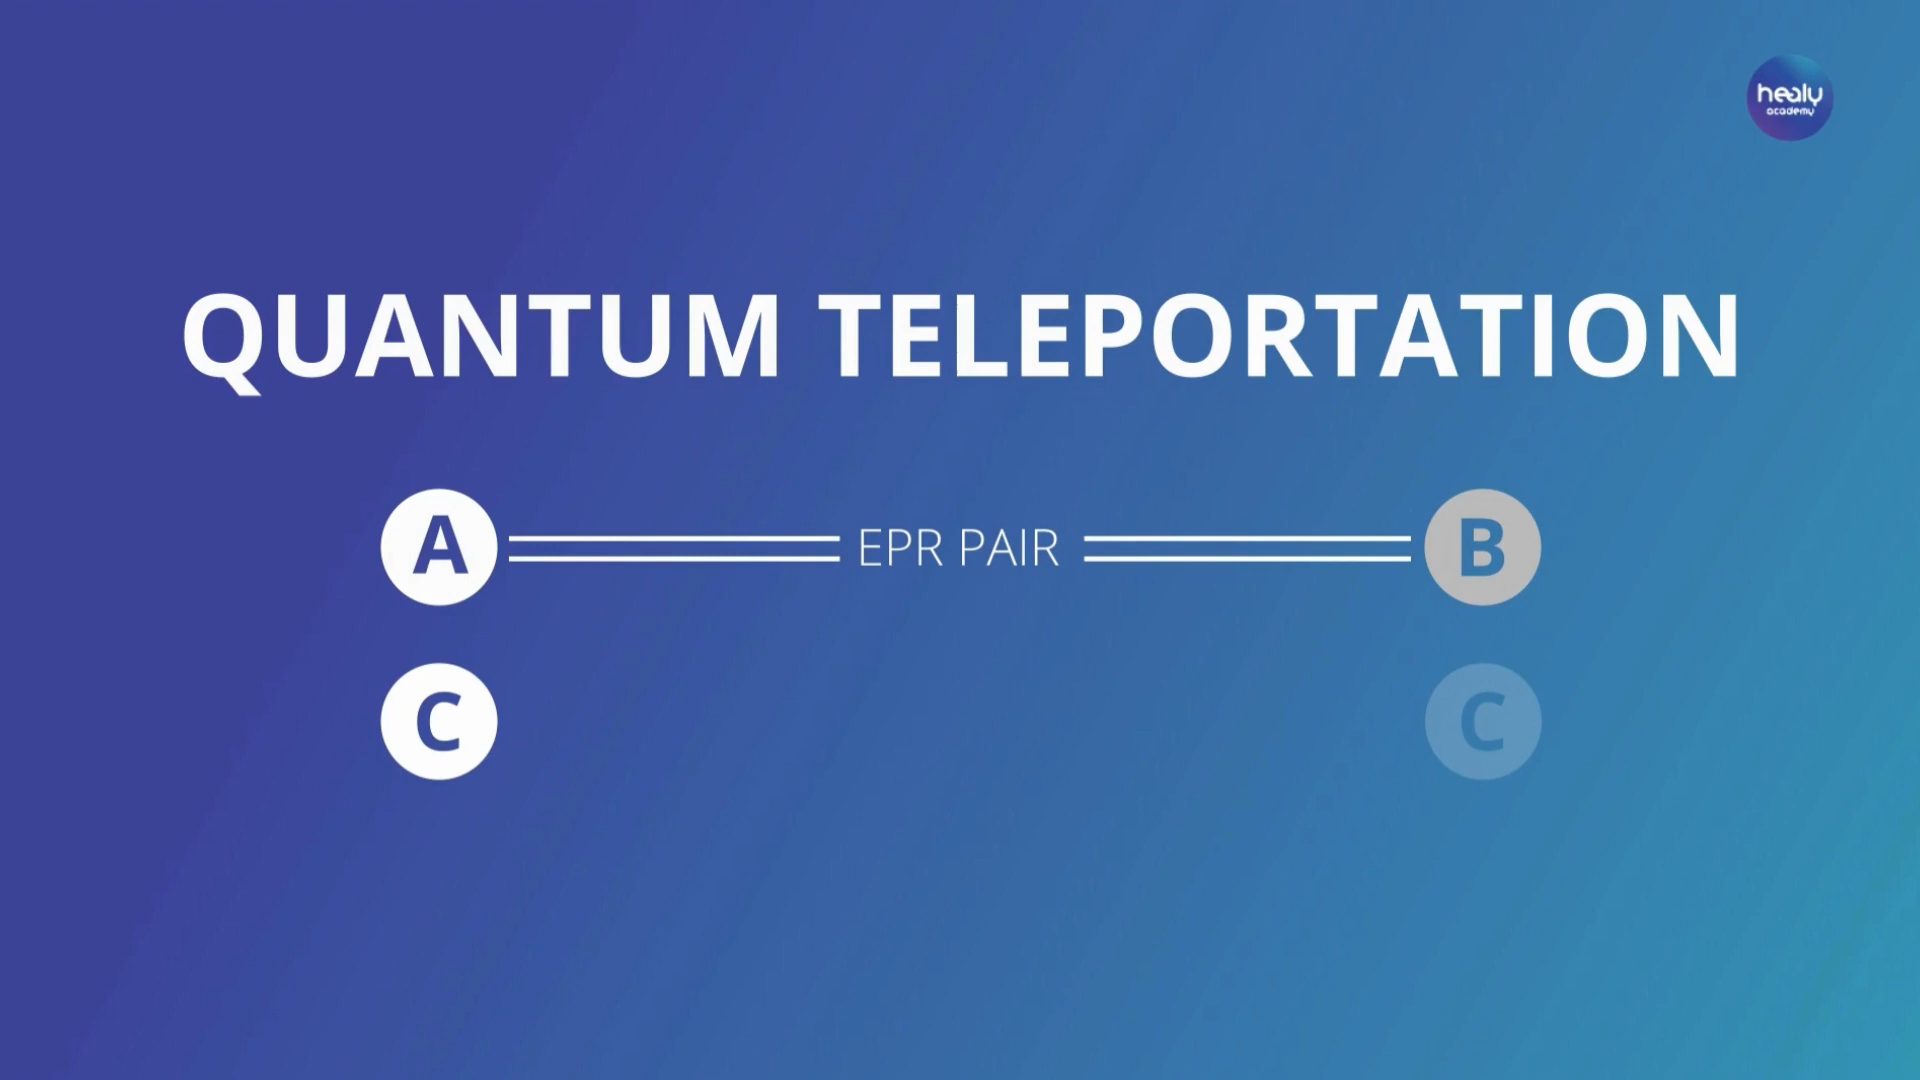 healy
academy
QUANTUM TELEPORTATION
A EPR PAIR B
C C